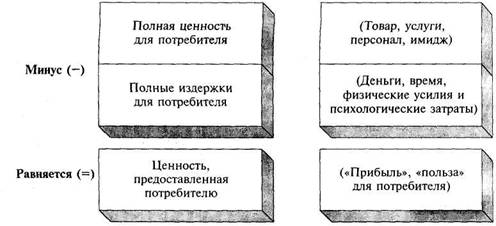 Полная ценность
для потребителя
(Товар, услуги,
персонал, имидж)
Минус (–)
Полные издержки
для потребителя
(Деньги, время,
физические усилия и
психологические затраты)
Равняется (=)
Ценность,
предоставленная
потребителю
(«Прибыль», «польза»
для потребителя)